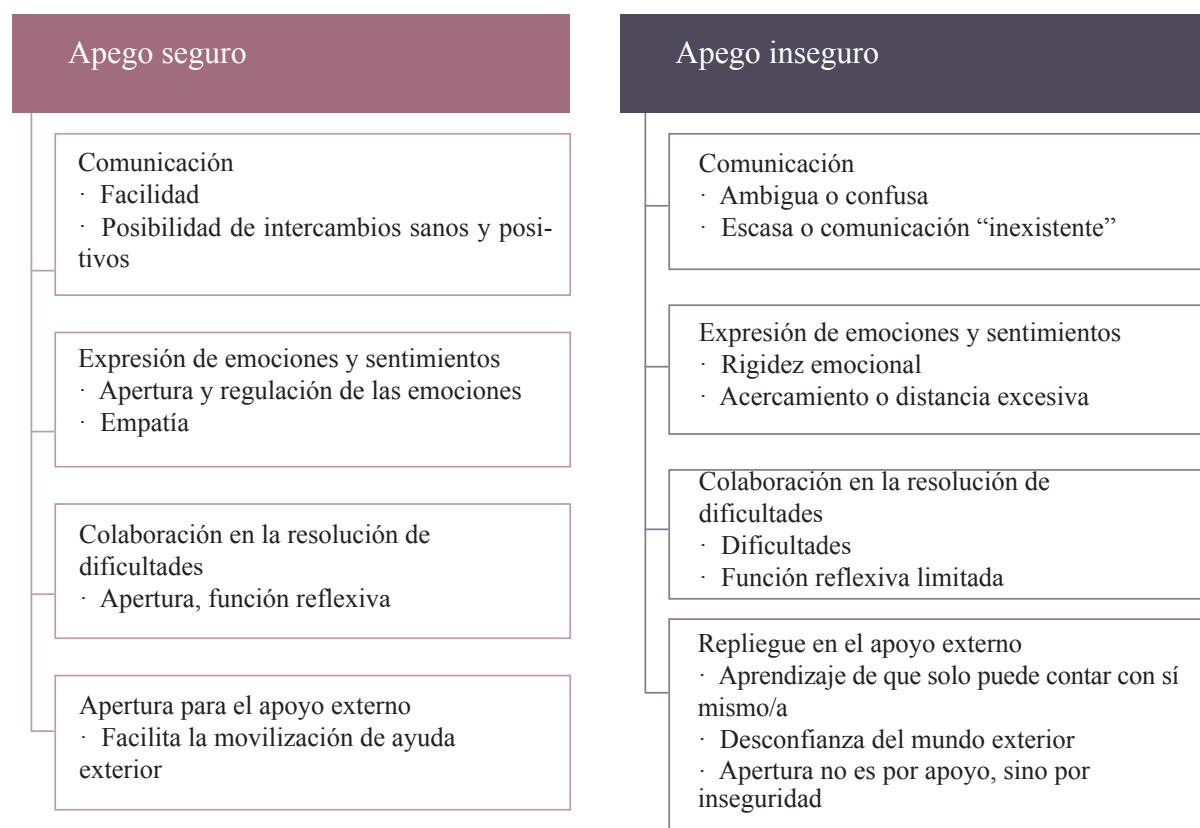 Apego seguro
Comunicación
· Facilidad
· Posibilidad de intercambios sanos y posi-
tivos
Expresión de emociones y sentimientos
· Apertura y regulación de las emociones
· Empatía
Colaboración en la resolución de
dificultades
· Apertura, función reflexiva
Apertura para el apoyo externo
· Facilita la movilización de ayuda
exterior
Apego inseguro
Comunicación
· Ambigua o confusa
· Escasa o comunicación “inexistente”
Expresión de emociones y sentimientos
· Rigidez emocional
· Acercamiento o distancia excesiva
Colaboración en la resolución de
dificultades
· Dificultades
· Función reflexiva limitada
Repliegue en el apoyo externo
· Aprendizaje de que solo puede contar con sí
mismo/a
· Desconfianza del mundo exterior
· Apertura no es por apoyo, sino por
inseguridad